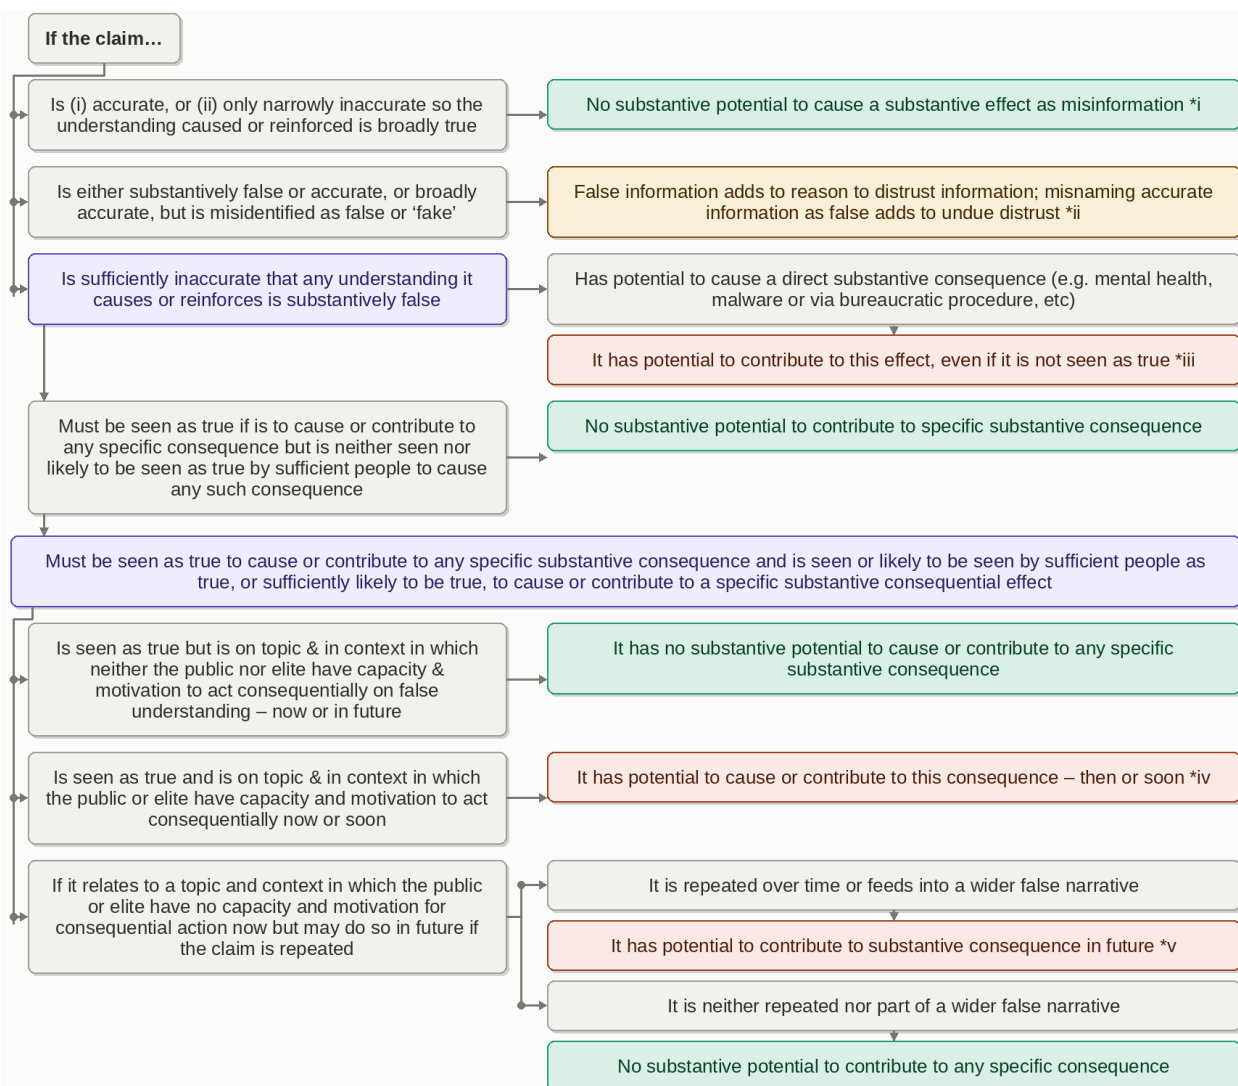 If the claim…
Is (i) accurate, or (ii) only narrowly inaccurate so the
understanding caused or reinforced is broadly true
No substantive potential to cause a substantive effect as misinformation *i
Is either substantively false or accurate, or broadly
accurate, but is misidentified as false or ‘fake’
False information adds to reason to distrust information; misnaming accurate
information as false adds to undue distrust *ii
Is sufficiently inaccurate that any understanding it
causes or reinforces is substantively false
Has potential to cause a direct substantive consequence (e.g. mental health,
malware or via bureaucratic procedure, etc)
It has potential to contribute to this effect, even if it is not seen as true *iii
Must be seen as true if is to cause or contribute to
any specific consequence but is neither seen nor
likely to be seen as true by sufficient people to cause
any such consequence
No substantive potential to contribute to specific substantive consequence
Must be seen as true to cause or contribute to any specific substantive consequence and is seen or likely to be seen by sufficient people as
true, or sufficiently likely to be true, to cause or contribute to a specific substantive consequential effect
Is seen as true but is on topic & in context in which
neither the public nor elite have capacity &
motivation to act consequentially on false
understanding – now or in future
It has no substantive potential to cause or contribute to any specific
substantive consequence
Is seen as true and is on topic & in context in which
the public or elite have capacity and motivation to act
consequentially now or soon
It has potential to cause or contribute to this consequence – then or soon *iv
If it relates to a topic and context in which the public
or elite have no capacity and motivation for
consequential action now but may do so in future if
the claim is repeated
It is repeated over time or feeds into a wider false narrative
It has potential to contribute to substantive consequence in future *v
It is neither repeated nor part of a wider false narrative
No substantive potential to contribute to any specific consequence